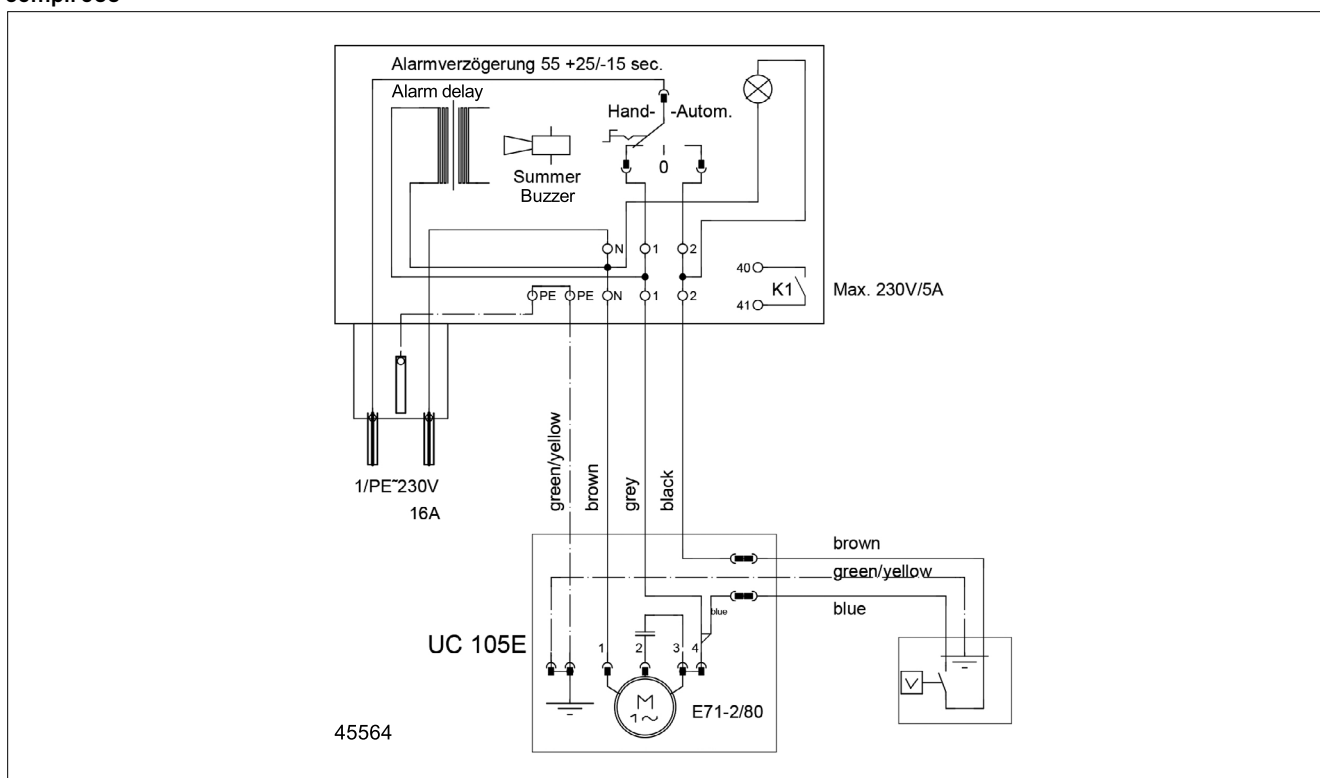 Alarmverzögerung 55 +25/-15 sec.
Alarm delay
Hand- -Autom.
0
Summer
Buzzer
N 1 2
40
K1
41
Max. 230V/5A
PE PE N 1 2
1/PE~230V
16A
green/yellow
brown
grey
black
brown
green/yellow
blue
blue
UC 105E
1 2 3 4
M
1~
E71-2/80
45564